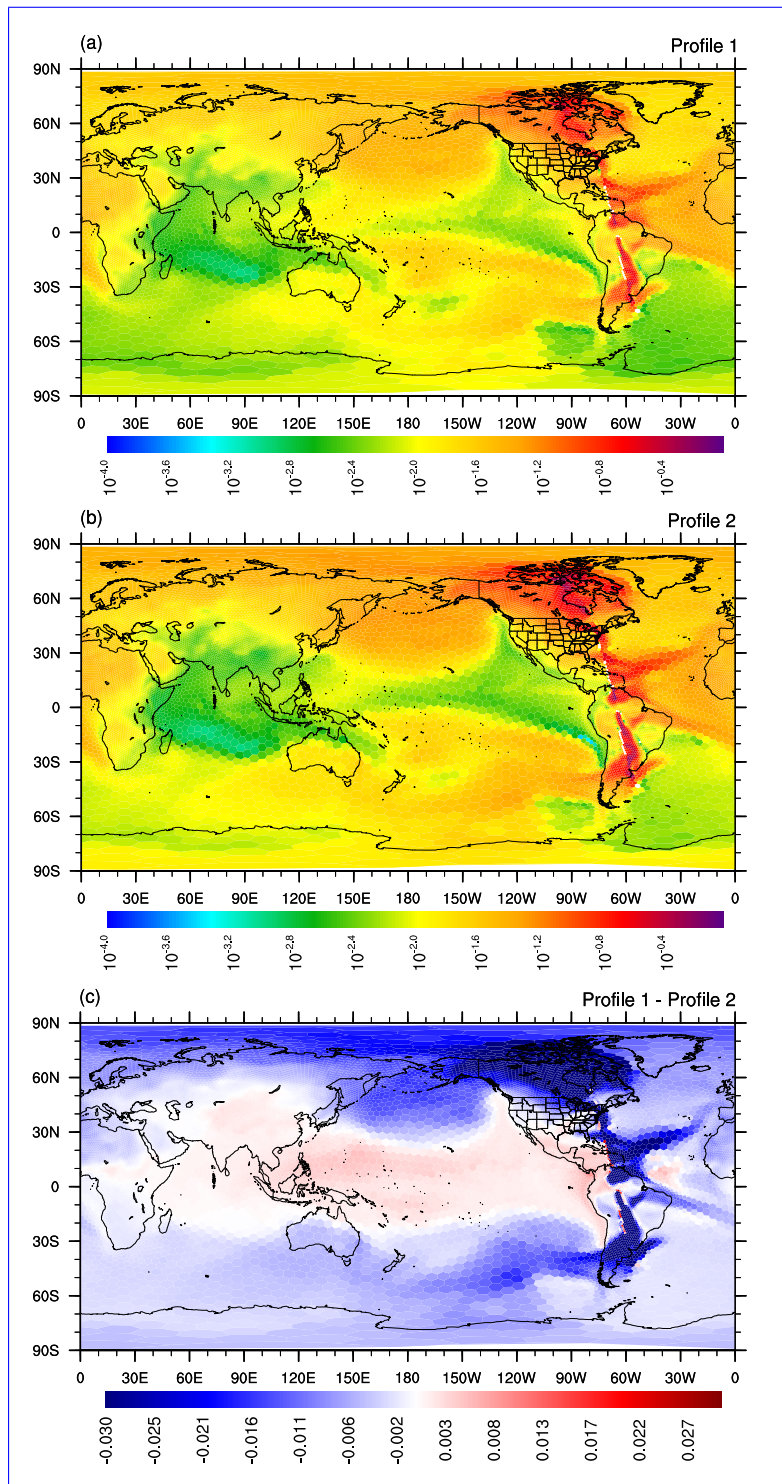 (a) Profile 1
90N
60N
30N
0
30S
60S
90S
0 30E 60E 90E 120E 150E 180 150W 120W 90W 60W 30W 0
10^-4.0 10^-3.6 10^-3.2 10^-2.8 10^-2.4 10^-2.0 10^-1.6 10^-1.2 10^-0.8 10^-0.4
(b) Profile 2
90N
60N
30N
0
30S
60S
90S
0 30E 60E 90E 120E 150E 180 150W 120W 90W 60W 30W 0
10^-4.0 10^-3.6 10^-3.2 10^-2.8 10^-2.4 10^-2.0 10^-1.6 10^-1.2 10^-0.8 10^-0.4
(c) Profile 1 - Profile 2
90N
60N
30N
0
30S
60S
90S
0 30E 60E 90E 120E 150E 180 150W 120W 90W 60W 30W 0
-0.030 -0.025 -0.021 -0.016 -0.011 -0.006 -0.002 0.003 0.008 0.013 0.017 0.022 0.027